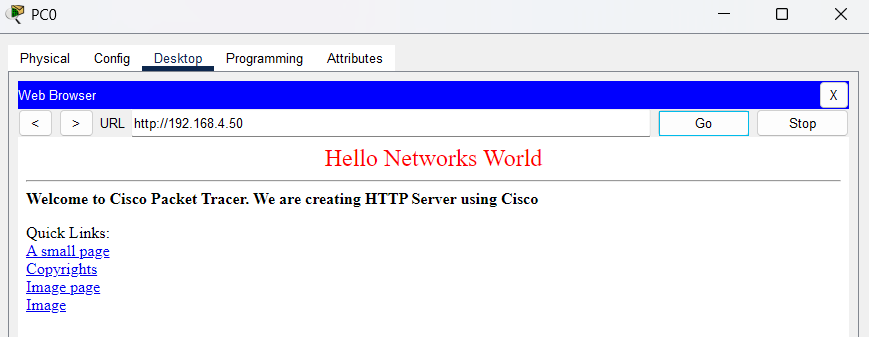 PC0
Physical Config Desktop Programming Attributes
Web Browser X
< > URL http://192.168.4.50 Go Stop
Hello Networks World
Welcome to Cisco Packet Tracer. We are creating HTTP Server using Cisco
Quick Links:
A small page
Copyrights
Image page
Image